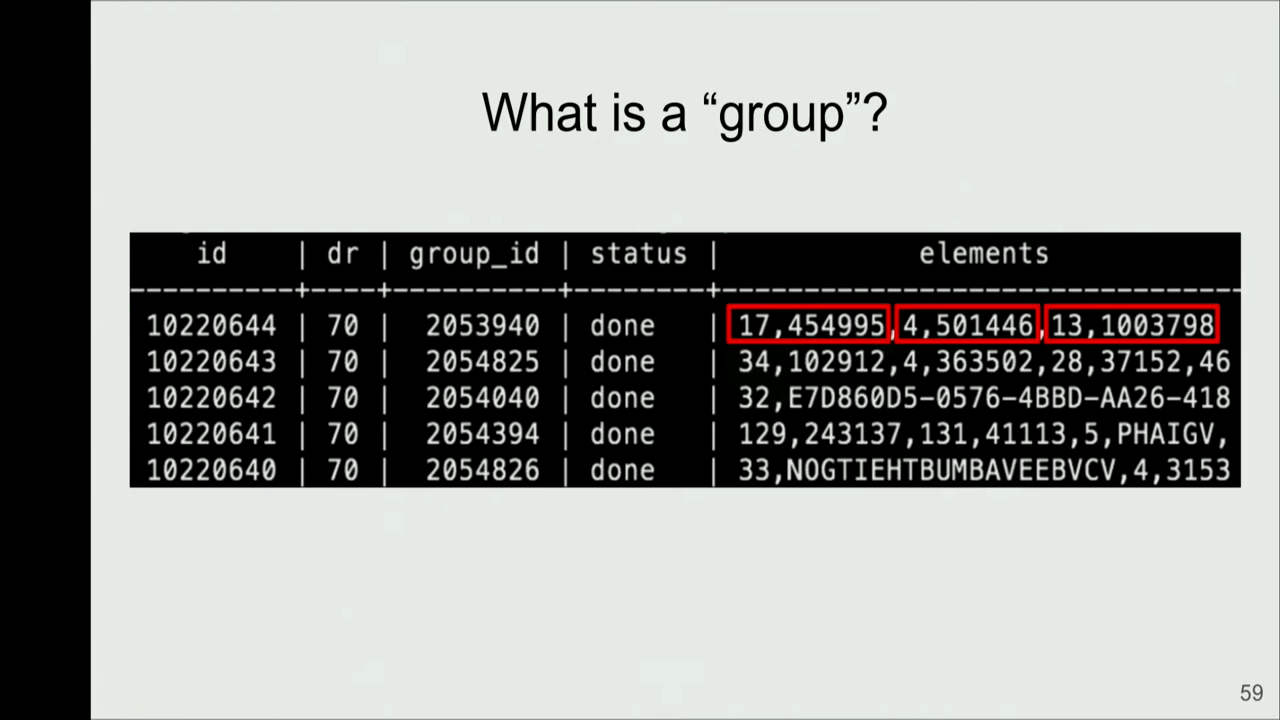 What is a “group”?
id | dr | group_id | status | elements
----------+----+----------+--------+--------------------------------
10220644 | 70 | 2053940 | done | 17,454995,4,501446,13,1003798
10220643 | 70 | 2054825 | done | 34,102912,4,363502,28,37152,46
10220642 | 70 | 2054040 | done | 32,E7D860D5-0576-4BBD-AA26-418
10220641 | 70 | 2054394 | done | 129,243137,131,41113,5,PHAIGV,
10220640 | 70 | 2054826 | done | 33,NOGTIEHTBUMBAVEEBVCV,4,3153
59